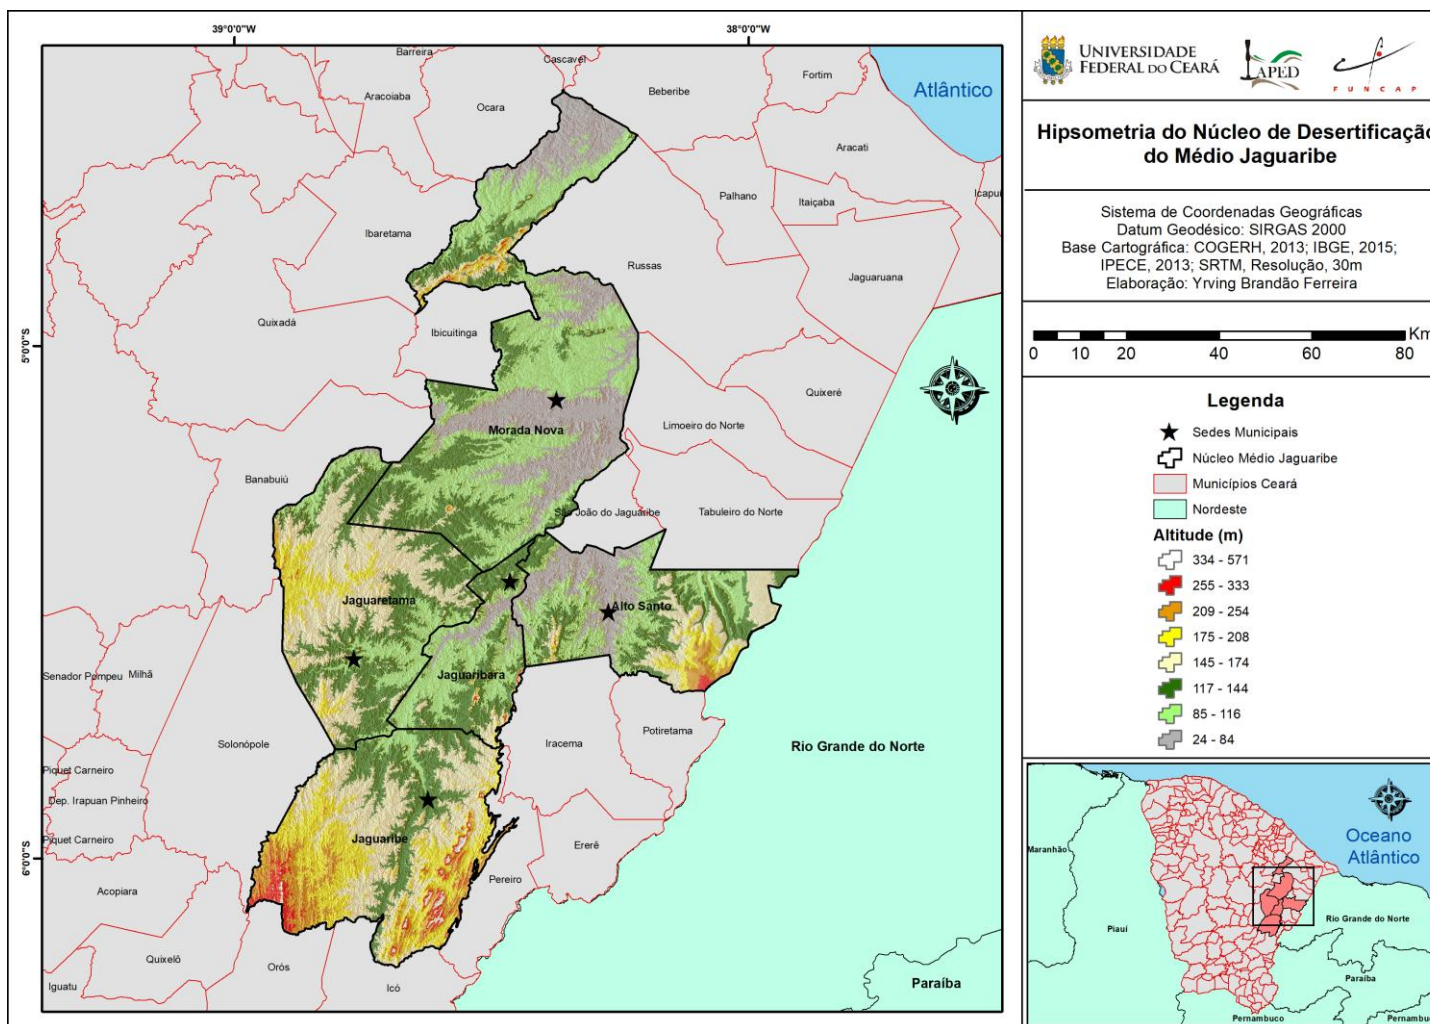 39°0'0"W
38°0'0"W
5°0'0"S
6°0'0"S
Barreira
Cascavel
Fortim
Aracoiaba
Ocara
Beberibe
Atlântico
Aracati
Icapuí
Palhano
Itaiçaba
Ibaretama
Russas
Jaguaruana
Quixadá
Ibicuitinga
Quixeré
Morada Nova
Limoeiro do Norte
Banabuiú
São João do Jaguaribe
Tabuleiro do Norte
Jaguaretama
Alto Santo
Senador Pompeu
Milhã
Jaguaribara
Solonópole
Iracema
Potiretama
Rio Grande do Norte
Piquet Carneiro
Dep. Irapuan Pinheiro
Piquet Carneiro
Jaguaribe
Ererê
Acopiara
Pereiro
Quixelô
Orós
Icó
Iguatu
Paraíba
UNIVERSIDADE
FEDERAL DO CEARÁ
LAPED
FUNCAP
Hipsometria do Núcleo de Desertificação
do Médio Jaguaribe
Sistema de Coordenadas Geográficas
Datum Geodésico: SIRGAS 2000
Base Cartográfica: COGERH, 2013; IBGE, 2015;
IPECE, 2013; SRTM, Resolução, 30m
Elaboração: Yrving Brandão Ferreira
Km
0 10 20 40 60 80
Legenda
Sedes Municipais
Núcleo Médio Jaguaribe
Municípios Ceará
Nordeste
Altitude (m)
334 - 571
255 - 333
209 - 254
175 - 208
145 - 174
117 - 144
85 - 116
24 - 84
Oceano
Atlântico
Maranhão
Piauí
Rio Grande do Norte
Paraíba
Pernambuco
Pernambuc